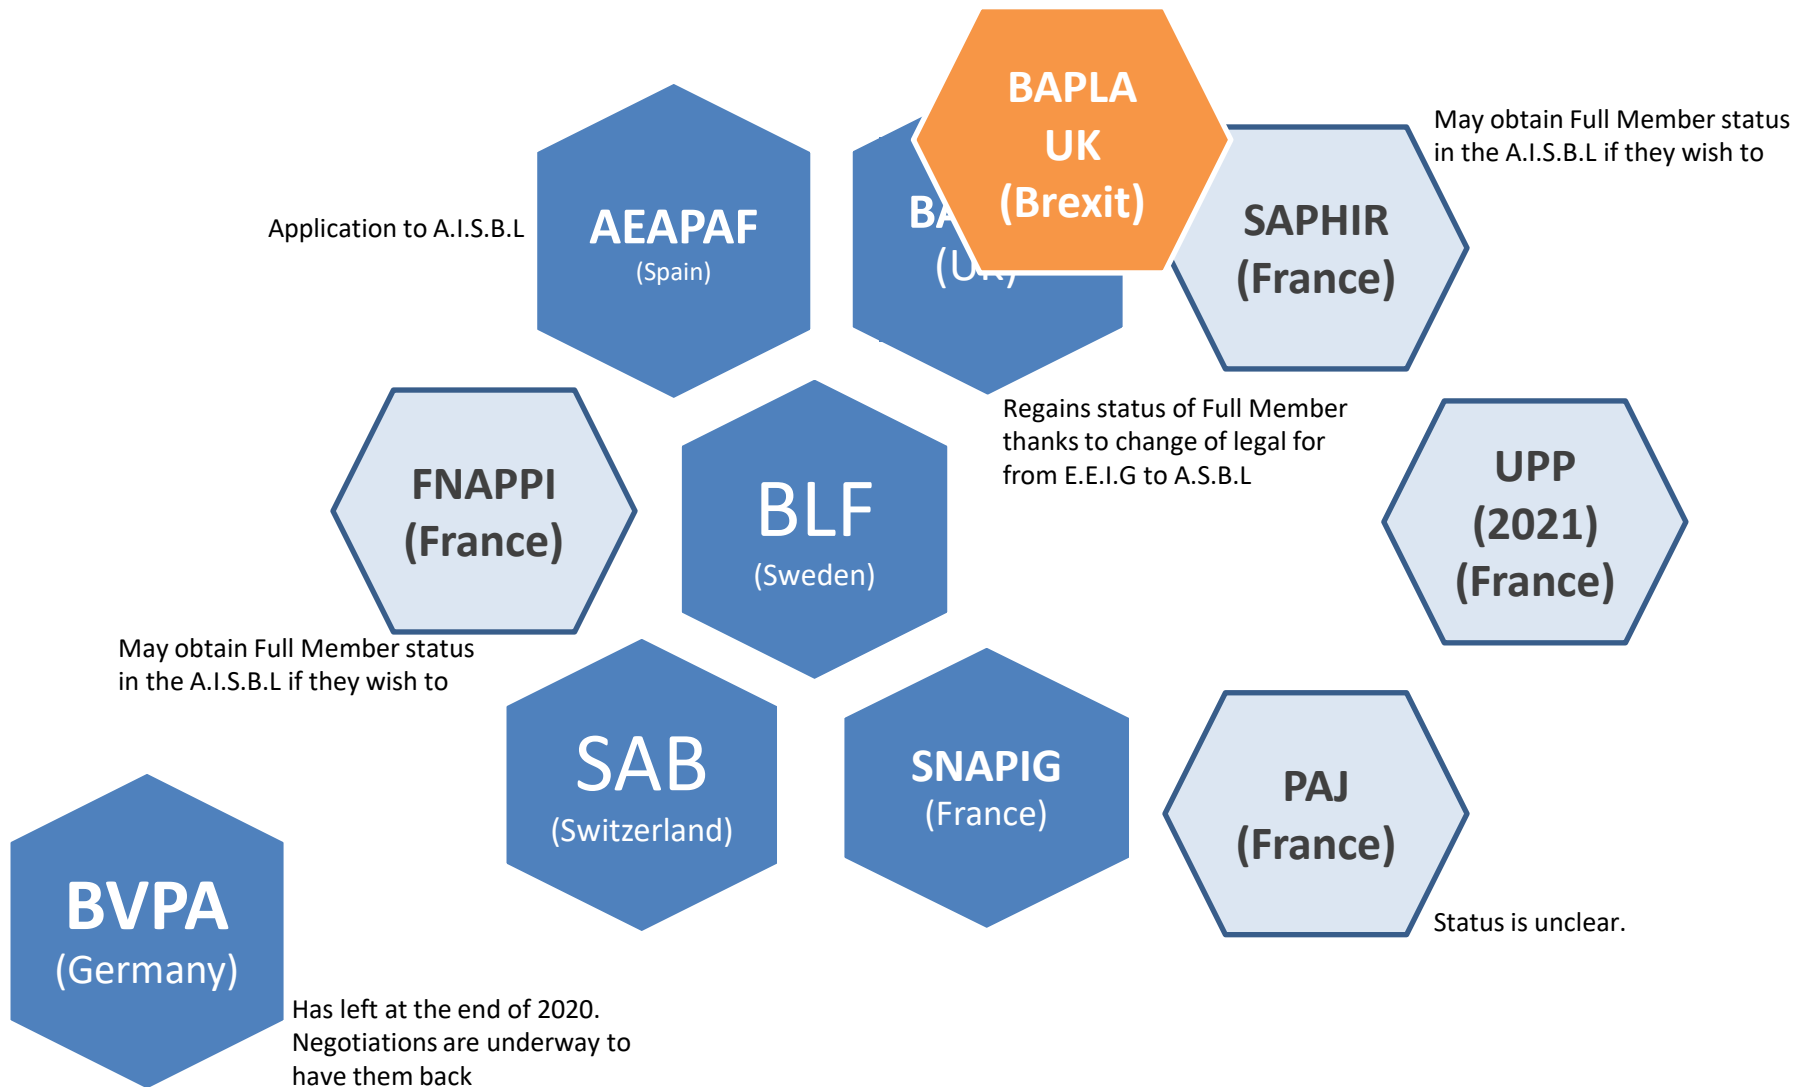 BAPLA
UK
(Brexit)
May obtain Full Member status
in the A.I.S.B.L if they wish to
Application to A.I.S.B.L
AEAPAF
(Spain)
SAPHIR
(France)
Regains status of Full Member
thanks to change of legal for
from E.E.I.G to A.S.B.L
FNAPPI
(France)
BLF
(Sweden)
UPP
(2021)
(France)
May obtain Full Member status
in the A.I.S.B.L if they wish to
SAB
(Switzerland)
SNAPIG
(France)
PAJ
(France)
Status is unclear.
BVPA
(Germany)
Has left at the end of 2020.
Negotiations are underway to
have them back